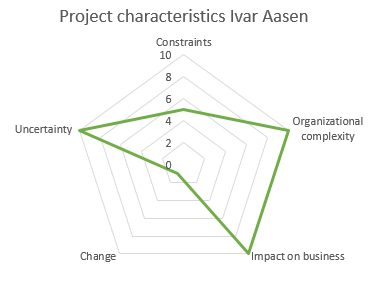 Project characteristics Ivar Aasen
Constraints
10
8
6
4
2
0
Organizational
complexity
Impact on business
Change
Uncertainty